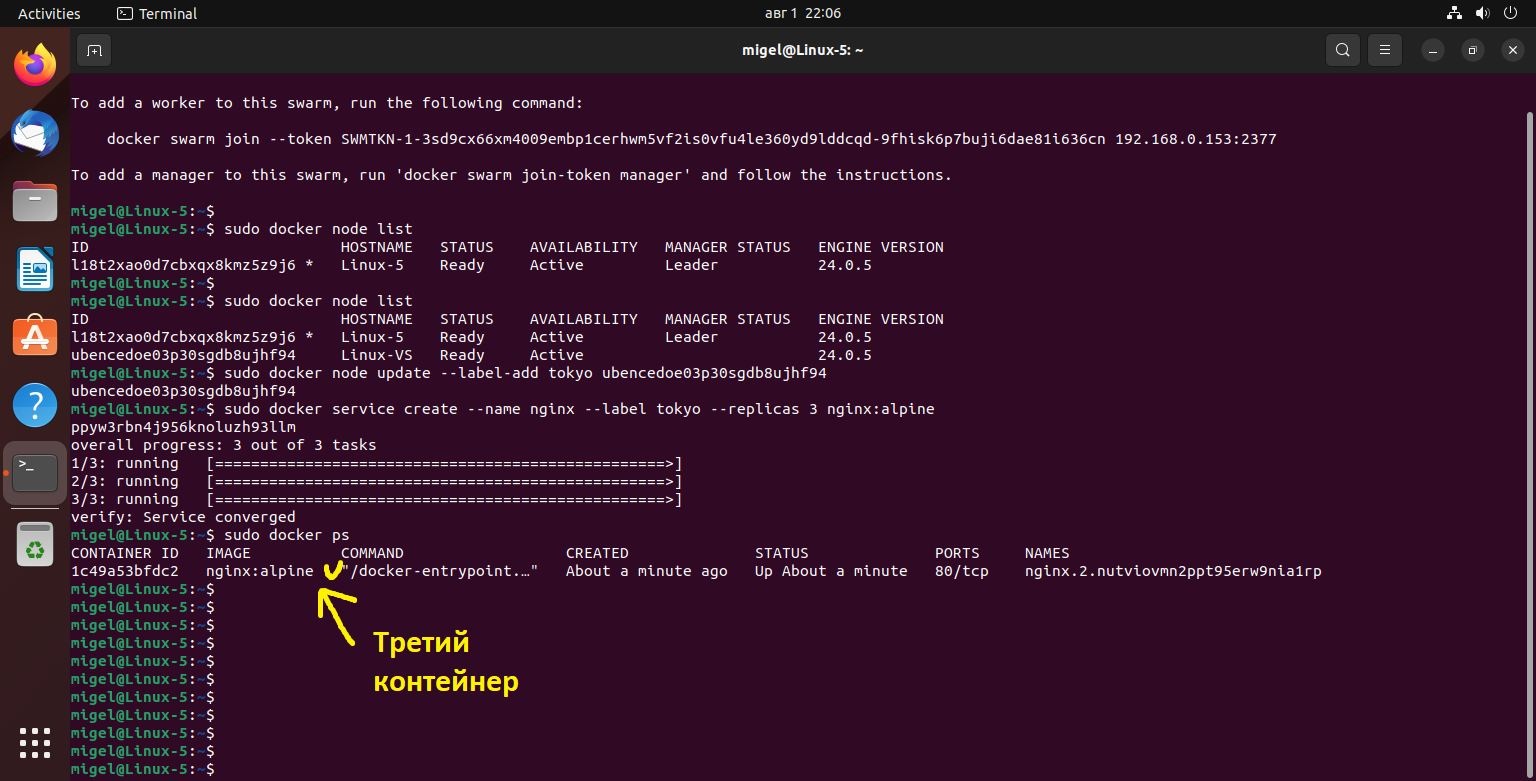 Activities Terminal авг 1 22:06
migel@Linux-5: ~
To add a worker to this swarm, run the following command:
docker swarm join --token SWMTKN-1-3sd9cx66xm4009embp1cerhwm5vf2is0vfu4le360yd9lddcqd-9fhisk6p7buji6dae81i636cn 192.168.0.153:2377
To add a manager to this swarm, run 'docker swarm join-token manager' and follow the instructions.
migel@Linux-5:~$
migel@Linux-5:~$ sudo docker node list
ID HOSTNAME STATUS AVAILABILITY MANAGER STATUS ENGINE VERSION
l18t2xao0d7cbxqx8kmz5z9j6 * Linux-5 Ready Active Leader 24.0.5
migel@Linux-5:~$
migel@Linux-5:~$ sudo docker node list
ID HOSTNAME STATUS AVAILABILITY MANAGER STATUS ENGINE VERSION
l18t2xao0d7cbxqx8kmz5z9j6 * Linux-5 Ready Active Leader 24.0.5
ubencedoe03p30sgdb8ujhf94 Linux-VS Ready Active 24.0.5
migel@Linux-5:~$ sudo docker node update --label-add tokyo ubencedoe03p30sgdb8ujhf94
ubencedoe03p30sgdb8ujhf94
migel@Linux-5:~$ sudo docker service create --name nginx --label tokyo --replicas 3 nginx:alpine
ppyw3rbn4j956knoluzh93llm
overall progress: 3 out of 3 tasks
1/3: running [==================================================>]
2/3: running [==================================================>]
3/3: running [==================================================>]
verify: Service converged
migel@Linux-5:~$ sudo docker ps
CONTAINER ID IMAGE COMMAND CREATED STATUS PORTS NAMES
1c49a53bfdc2 nginx:alpine "/docker-entrypoint.…" About a minute ago Up About a minute 80/tcp nginx.2.nutviovmn2ppt95erw9nia1rp
migel@Linux-5:~$
migel@Linux-5:~$
migel@Linux-5:~$
migel@Linux-5:~$
Третий
migel@Linux-5:~$
migel@Linux-5:~$
контейнер
migel@Linux-5:~$
migel@Linux-5:~$
migel@Linux-5:~$
migel@Linux-5:~$
migel@Linux-5:~$